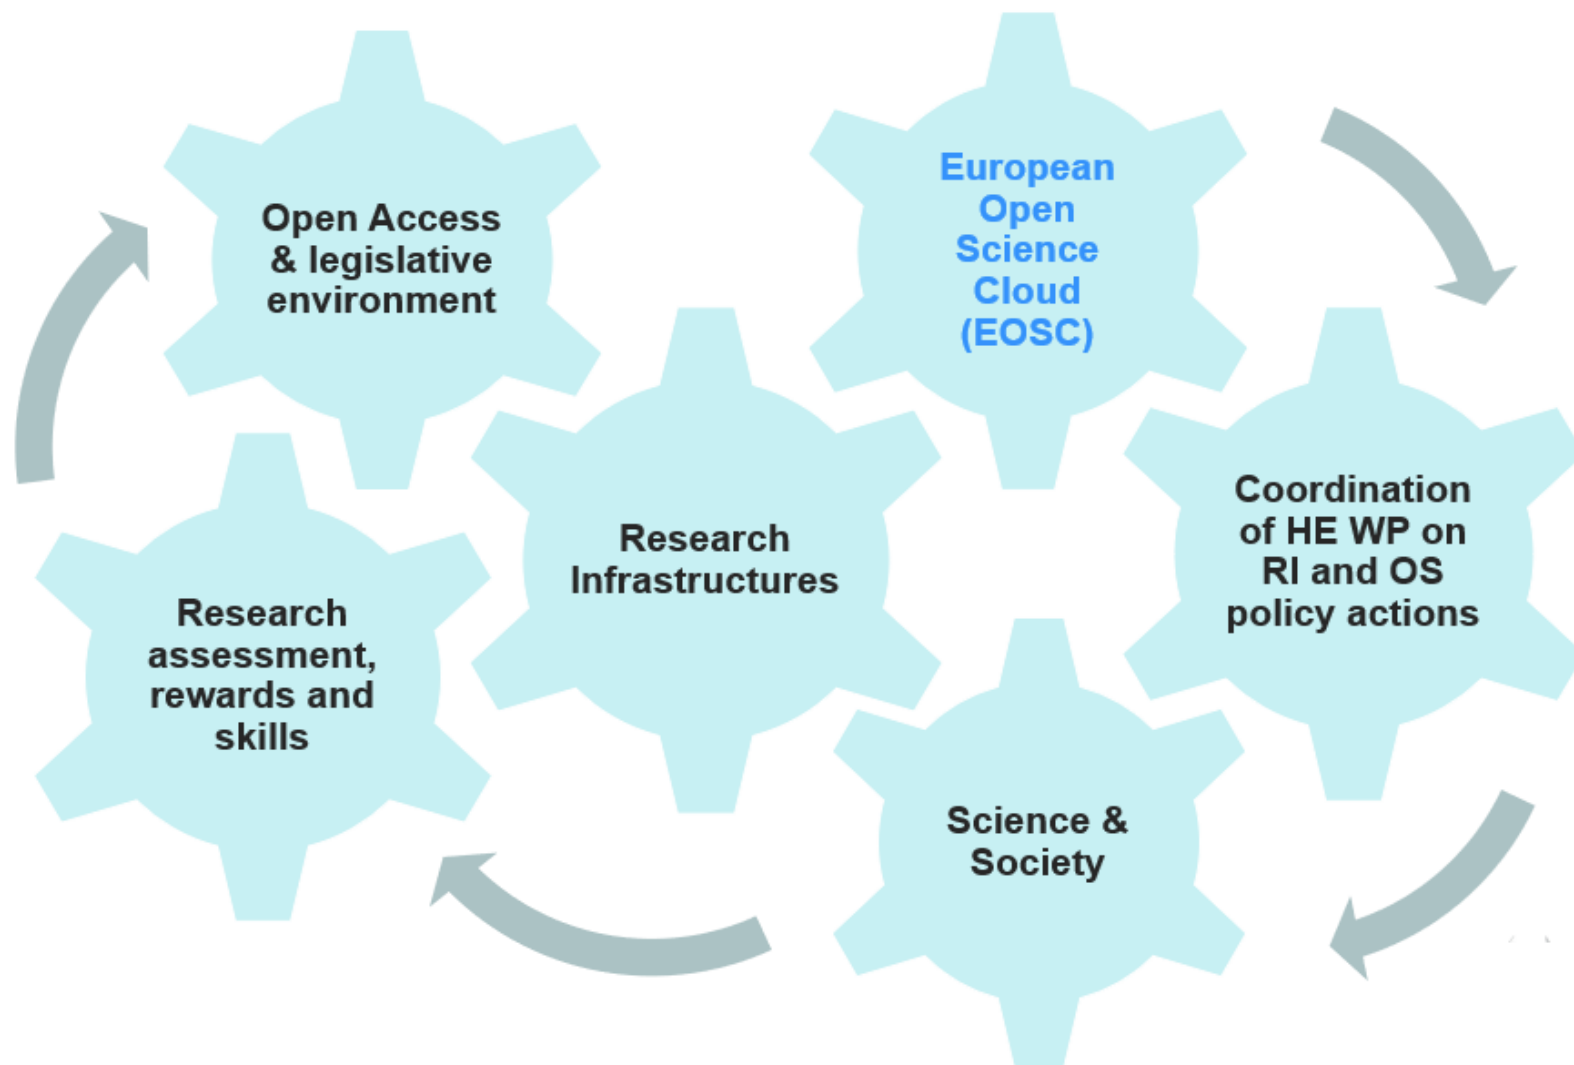 Open Access
& legislative
environment
European
Open
Science
Cloud
(EOSC)
Research
Infrastructures
Coordination
of HE WP on
RI and OS
policy actions
Research
assessment,
rewards and
skills
Science &
Society